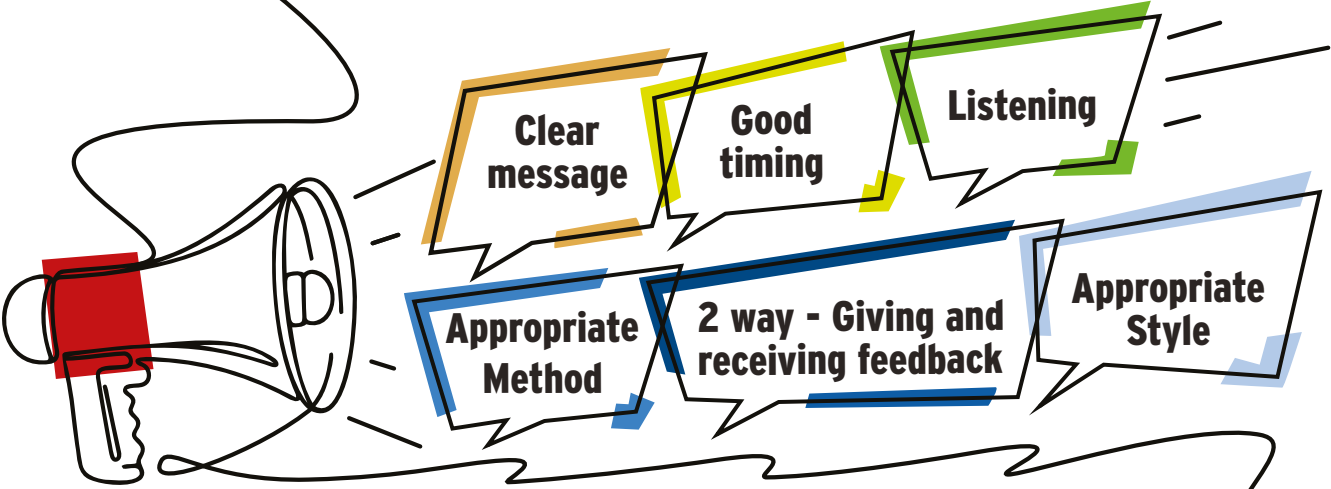 Clear
message
Good
timing
Listening
Appropriate
Method
2 way - Giving and
receiving feedback
Appropriate
Style